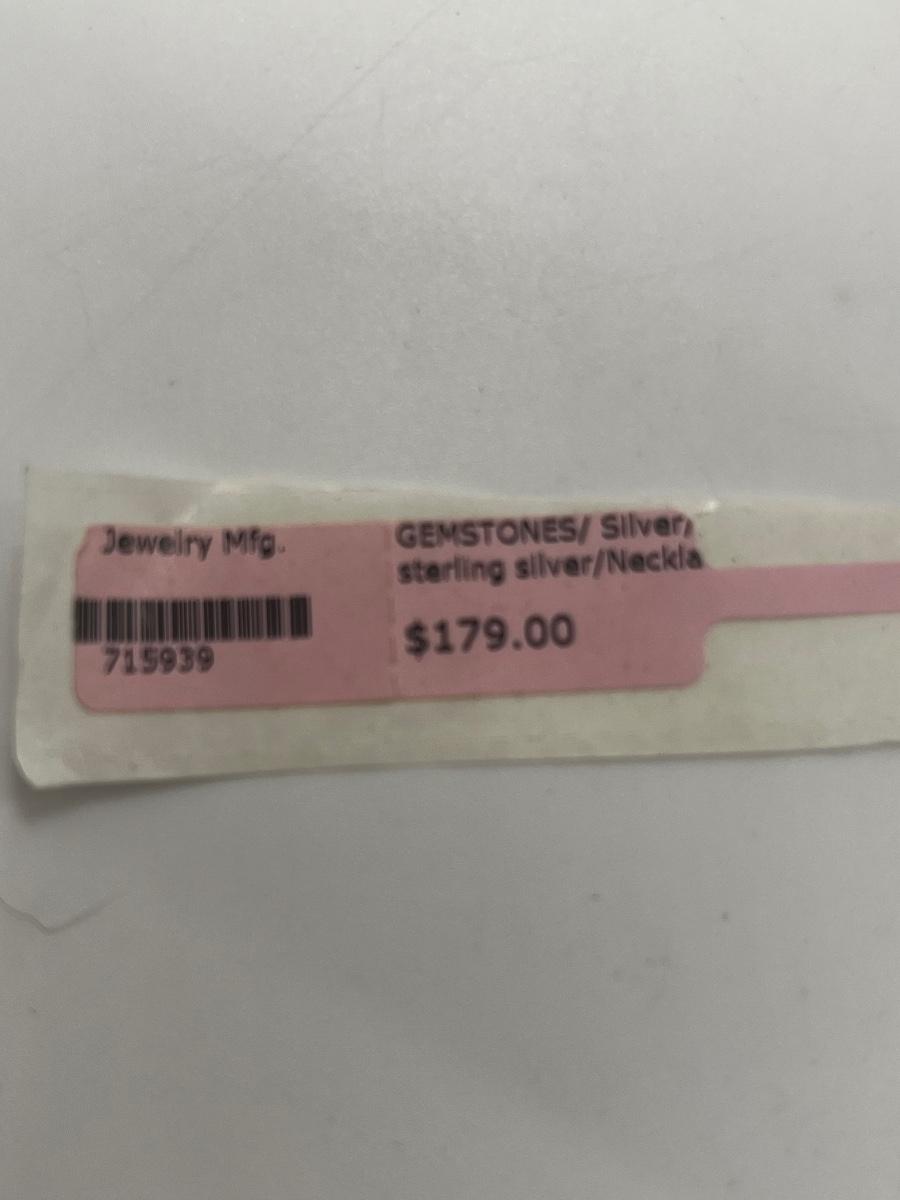 Jewelry Mfg.
715939
GEMSTONES/ Silver/
sterling silver/Neckla
$179.00